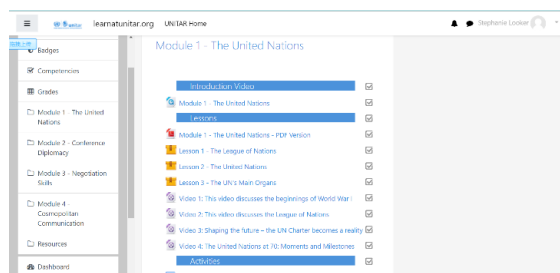 learnatunitar.org UNITAR Home
Stephanie Looker
Badges
Competencies
Grades
Module 1 - The United
Nations
Module 2 - Conference
Diplomacy
Module 3 - Negotiation
Skills
Module 4 -
Cosmopolitan
Communication
Resources
Dashboard
Module 1 - The United Nations
Introduction Video
Module 1 - The United Nations
Lessons
Module 1 - The United Nations - PDF Version
Lesson 1 - The League of Nations
Lesson 2 - The United Nations
Lesson 3 - The UN's Main Organs
Video 1: This video discusses the beginnings of World War I
Video 2: This video discusses the League of Nations
Video 3: Shaping the future – the UN Charter becomes a reality
Video 4: The United Nations at 70: Moments and Milestones
Activities